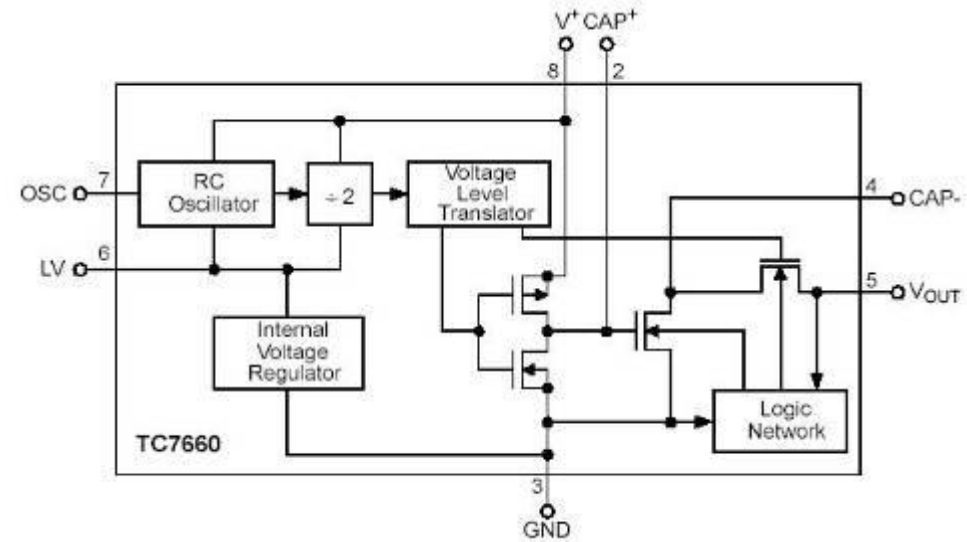 V+ CAP+
8 2
RC
Oscillator
÷2
Voltage
Level
Translator
OSC 7
4 CAP-
LV 6
5 VOUT
Internal
Voltage
Regulator
Logic
Network
TC7660
3
GND